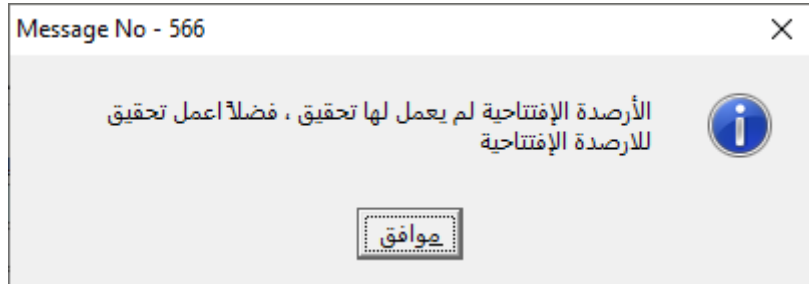 Message No - 566
الأرصدة الإفتتاحية لم يعمل لها تحقيق ، فضلاً اعمل تحقيق
للارصدة الإفتتاحية
موافق